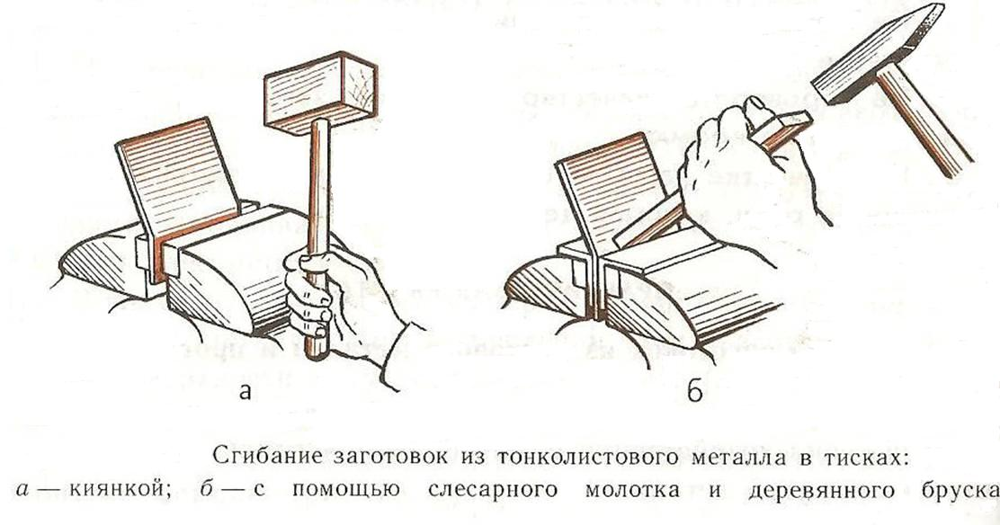 а
б
Сгибание заготовок из тонколистового металла в тисках:
а — киянкой; б — с помощью слесарного молотка и деревянного бруска